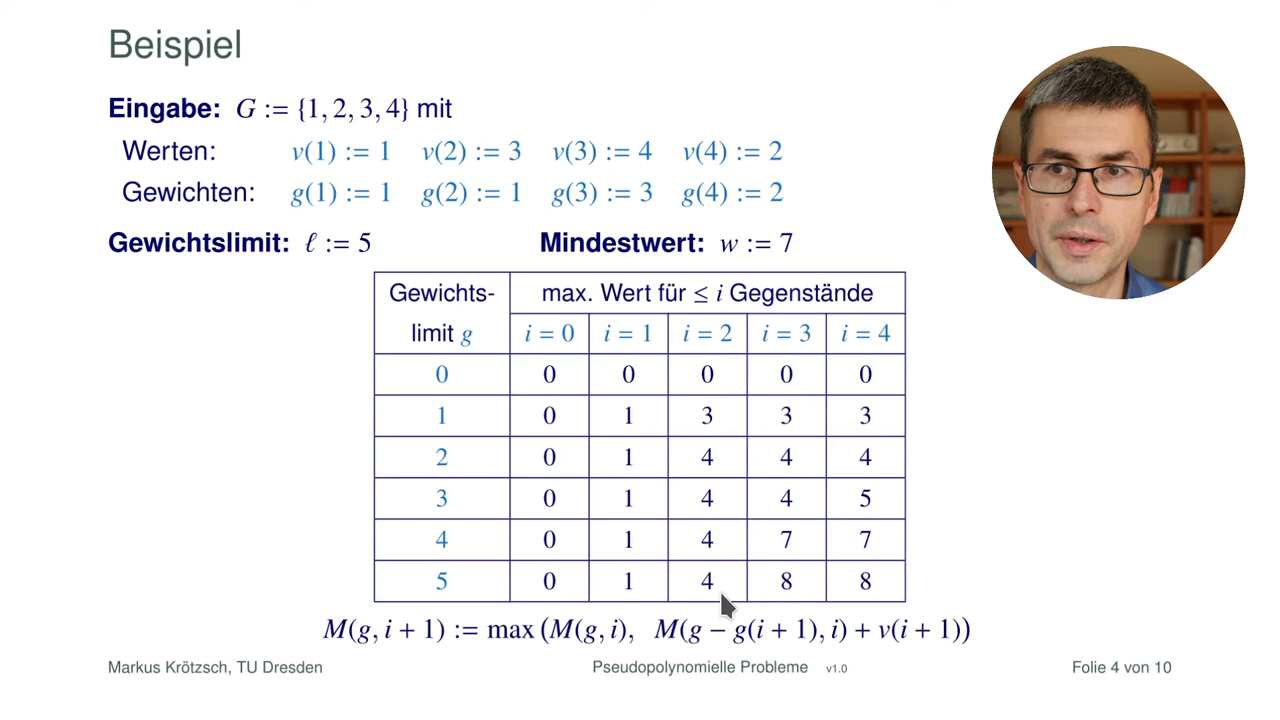 Beispiel
Eingabe: G := {1, 2, 3, 4} mit
Werten: v(1) := 1 v(2) := 3 v(3) := 4 v(4) := 2
Gewichten: g(1) := 1 g(2) := 1 g(3) := 3 g(4) := 2
Gewichtslimit: ℓ := 5 Mindestwert: w := 7
Gewichts- max. Wert für ≤ i Gegenstände
limit g i = 0 i = 1 i = 2 i = 3 i = 4
0 0 0 0 0 0
1 0 1 3 3 3
2 0 1 4 4 4
3 0 1 4 4 5
4 0 1 4 7 7
5 0 1 4 8 8
M(g, i + 1) := max (M(g, i), M(g − g(i + 1), i) + v(i + 1))
Markus Krötzsch, TU Dresden Pseudopolynomielle Probleme v1.0 Folie 4 von 10